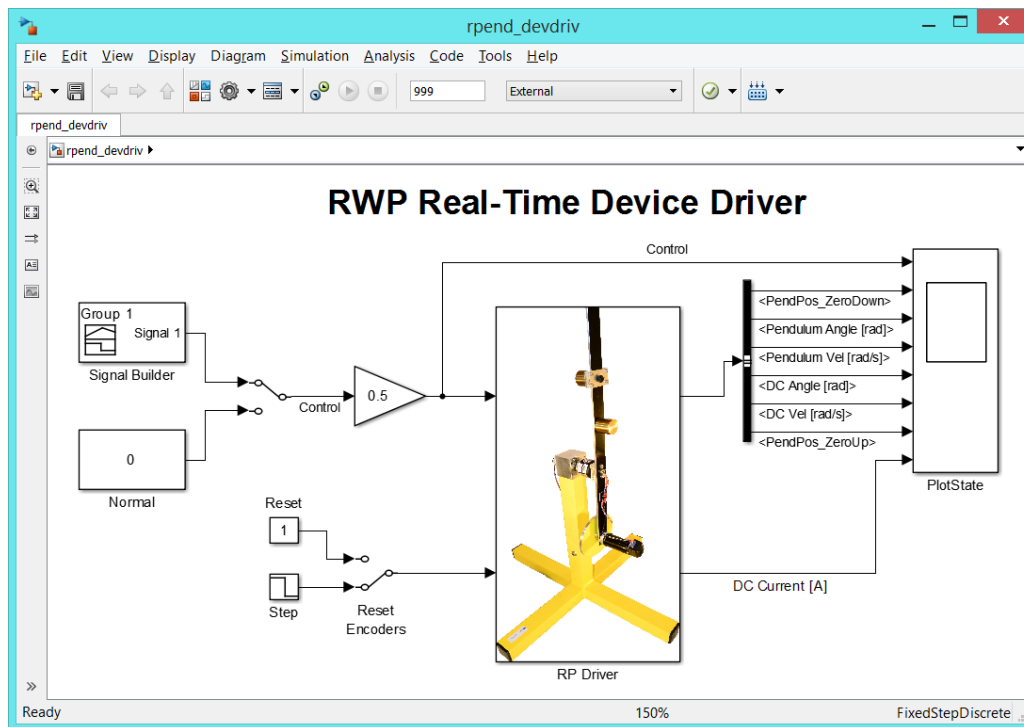 rpend_devdriv
File Edit View Display Diagram Simulation Analysis Code Tools Help
999
External
rpend_devdriv
rpend_devdriv
RWP Real-Time Device Driver
Control
Group 1
Signal 1
Signal Builder
Control
0.5
0
Normal
<PendPos_ZeroDown>
<Pendulum Angle [rad]>
<Pendulum Vel [rad/s]>
<DC Angle [rad]>
<DC Vel [rad/s]>
<PendPos_ZeroUp>
PlotState
Reset
1
Step
Reset
Encoders
DC Current [A]
RP Driver
Ready
150%
FixedStepDiscrete